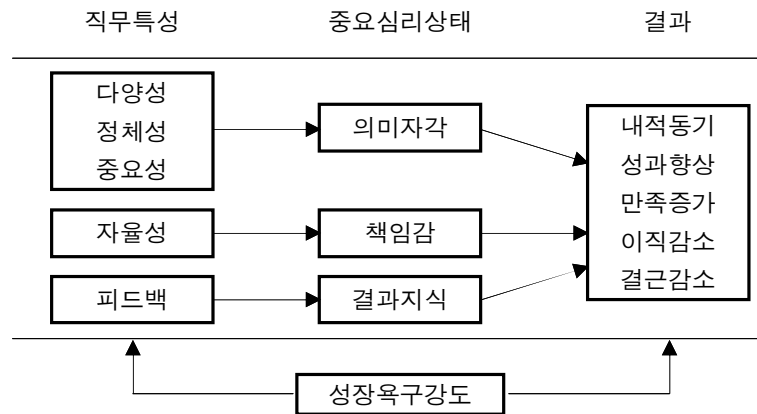 직무특성 중요심리상태 결과
다양성
정체성
중요성
의미자각
자율성
책임감
피드백
결과지식
내적동기
성과향상
만족증가
이직감소
결근감소
성장욕구강도